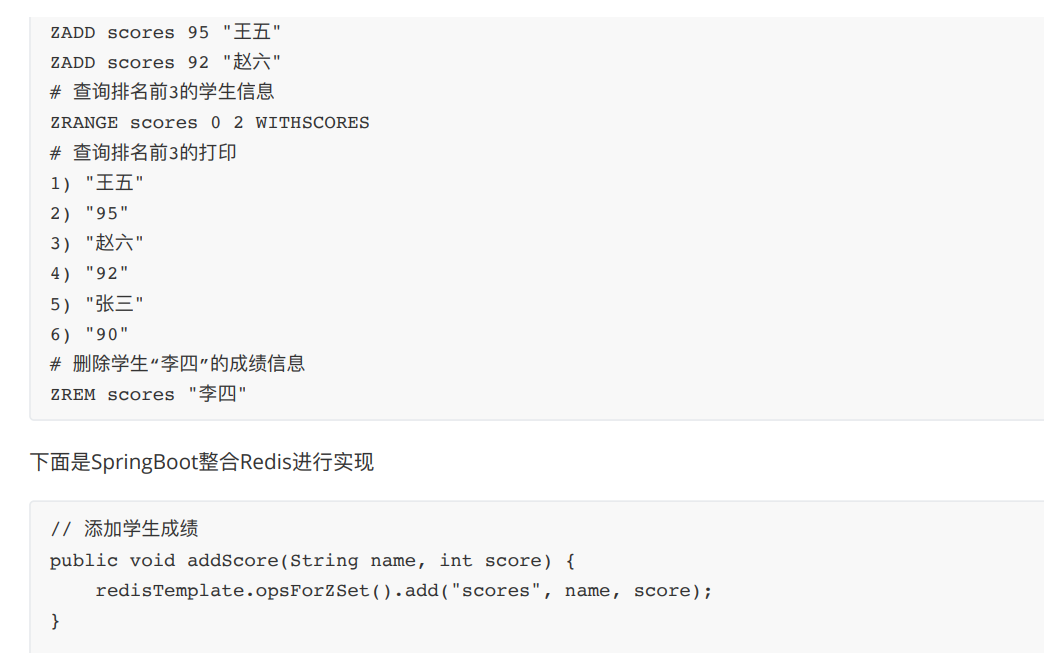 ZADD scores 95 "王五"
ZADD scores 92 "赵六"
# 查询排名前3的学生信息
ZRANGE scores 0 2 WITHSCORES
# 查询排名前3的打印
1) "王五"
2) "95"
3) "赵六"
4) "92"
5) "张三"
6) "90"
# 删除学生“李四”的成绩信息
ZREM scores "李四"
下面是SpringBoot整合Redis进行实现
// 添加学生成绩
public void addScore(String name, int score) {
    redisTemplate.opsForZSet().add("scores", name, score);
}